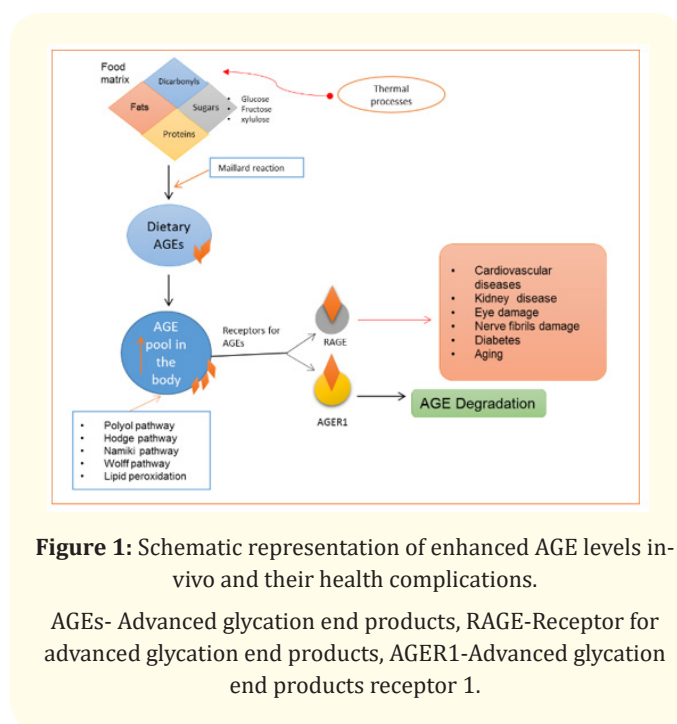 Food
matrix
Dicarbonyls
Fats
Sugars
Proteins
• Glucose
• Fructose
• xylulose
Thermal
processes
Maillard reaction
Dietary
AGEs
AGE
pool in
the
body
Receptors for
AGEs
RAGE
AGER1
• Cardiovascular
diseases
• Kidney disease
• Eye damage
• Nerve fibrils damage
• Diabetes
• Aging
AGE Degradation
• Polyol pathway
• Hodge pathway
• Namiki pathway
• Wolff pathway
• Lipid peroxidation
Figure 1: Schematic representation of enhanced AGE levels in-
vivo and their health complications.
AGEs- Advanced glycation end products, RAGE-Receptor for
advanced glycation end products, AGER1-Advanced glycation
end products receptor 1.